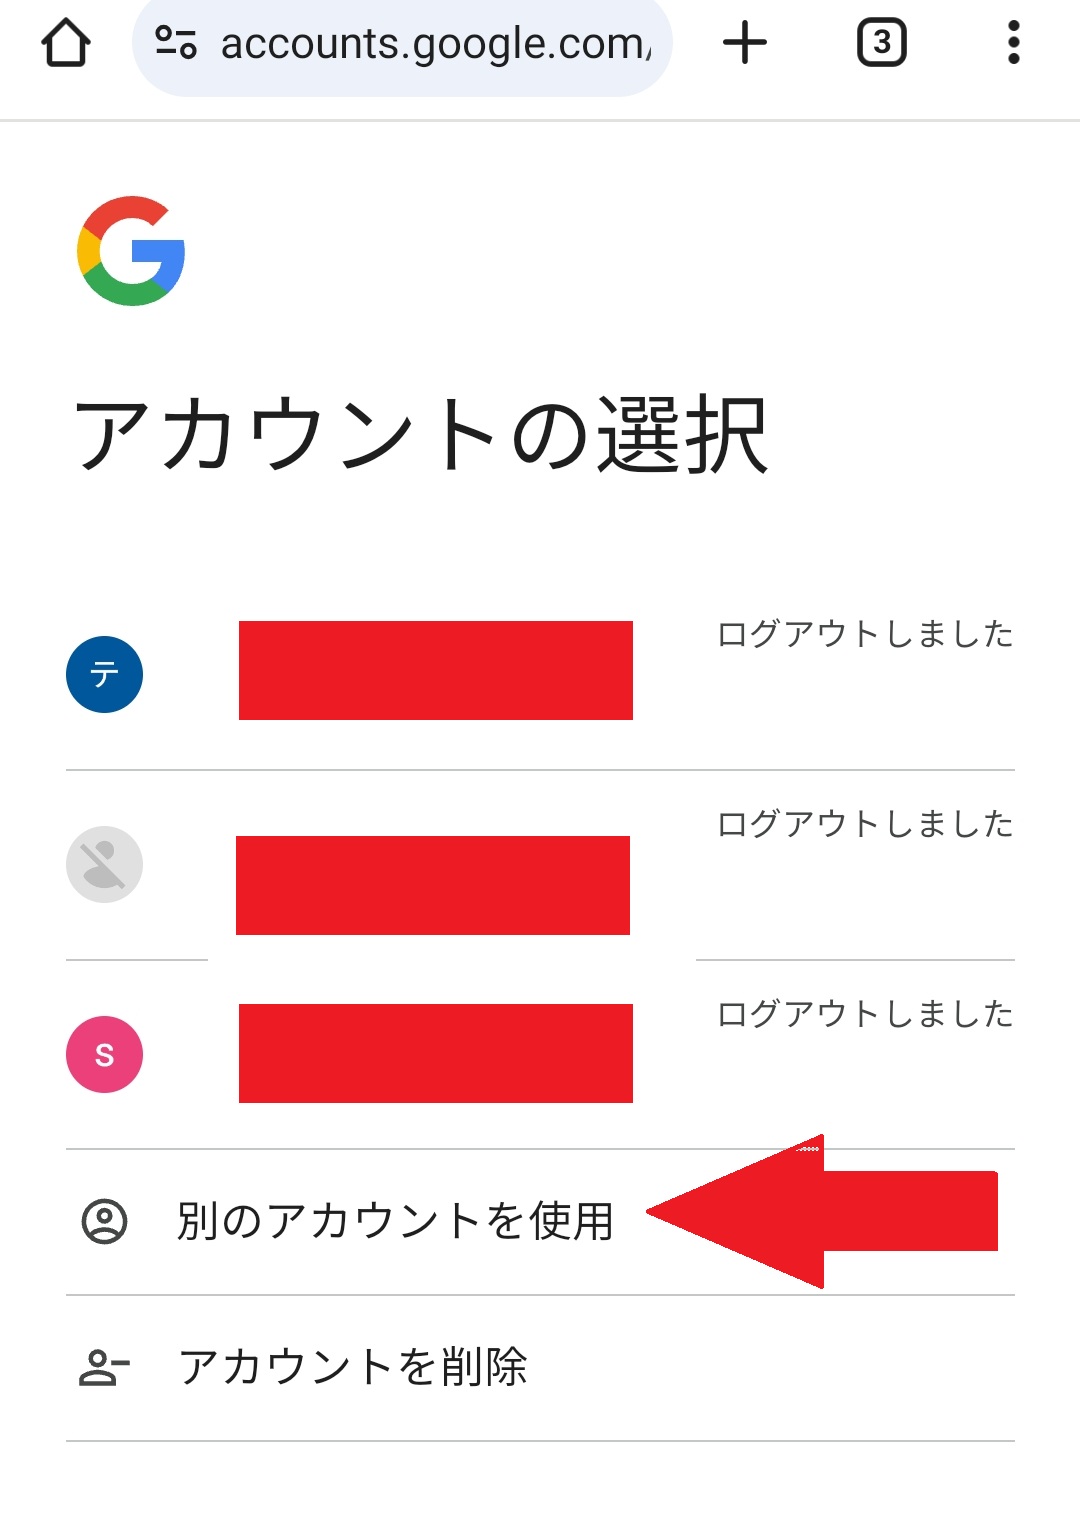 accounts.google.com/
3
アカウントの選択
テ
ログアウトしました
ログアウトしました
S
ログアウトしました
別のアカウントを使用
アカウントを削除